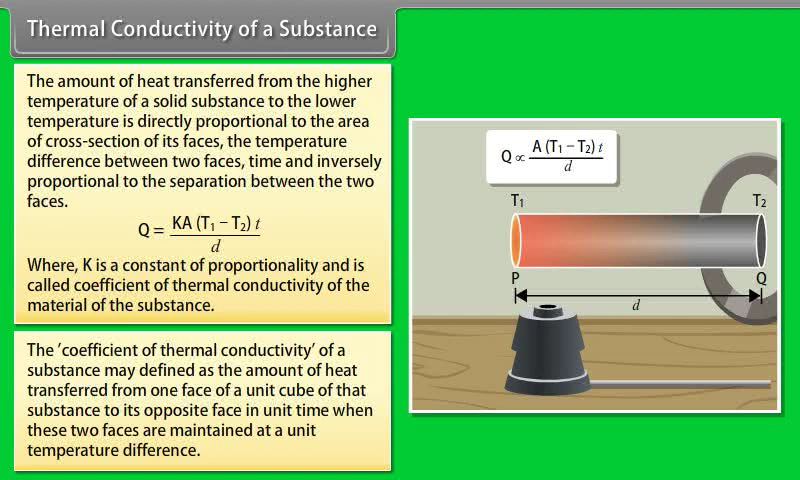 Thermal Conductivity of a Substance
The amount of heat transferred from the higher
temperature of a solid substance to the lower
temperature is directly proportional to the area
of cross-section of its faces, the temperature
difference between two faces, time and inversely
proportional to the separation between the two
faces.
Q = KA (T₁ − T₂) t / d
Where, K is a constant of proportionality and is
called coefficient of thermal conductivity of the
material of the substance.
The ’coefficient of thermal conductivity’ of a
substance may defined as the amount of heat
transferred from one face of a unit cube of that
substance to its opposite face in unit time when
these two faces are maintained at a unit
temperature difference.
Q ∝ A (T₁ − T₂) t / d
T₁ T₂
P Q
d